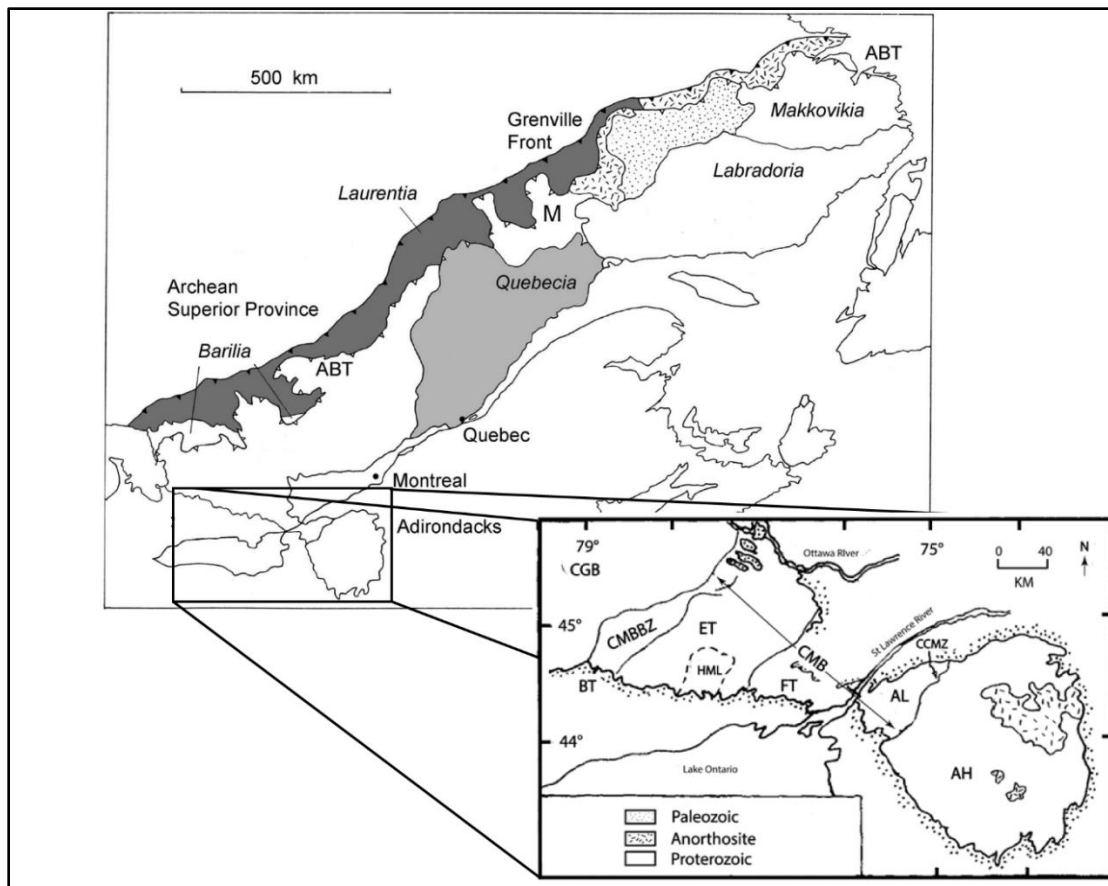 500 km
ABT
Makkovikia
Grenville
Front
Labradoria
Laurentia
M
Quebecia
Archean
Superior Province
Barilia
ABT
Quebec
Montreal
Adirondacks
79°
75°
Ottawa River
0 40
KM
N
CGB
45°
CMBBZ
ET
CMB
St Lawrence River
CCMZ
HML
BT
FT
AL
44°
Lake Ontario
AH
Paleozoic
Anorthosite
Proterozoic